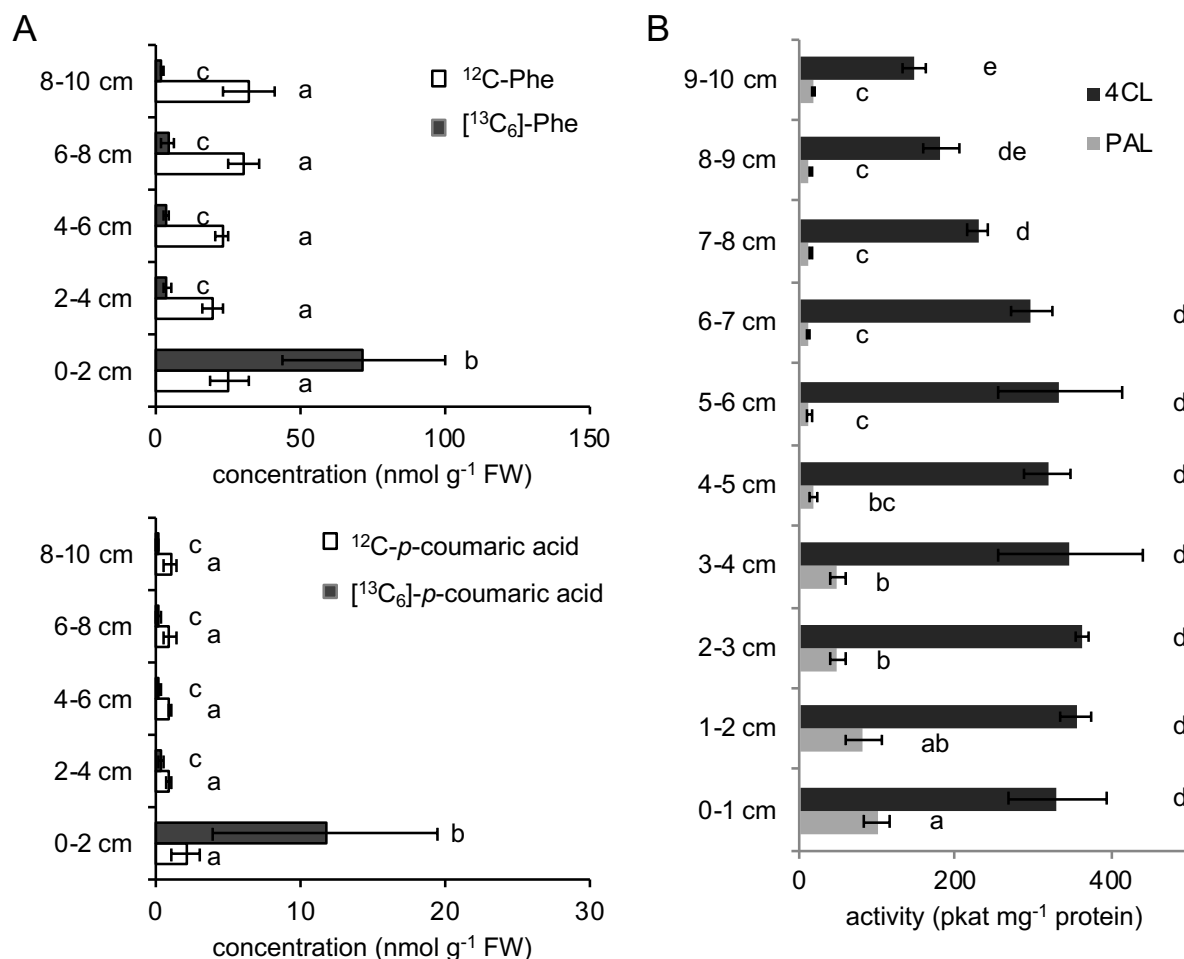 A
8-10 cm
c
a
6-8 cm
c
a
4-6 cm
c
a
2-4 cm
c
a
0-2 cm
b
a
¹²C-Phe
[¹³C₆]-Phe
0 50 100 150
concentration (nmol g⁻¹ FW)
8-10 cm
c
a
6-8 cm
c
a
4-6 cm
c
a
2-4 cm
c
a
0-2 cm
b
a
¹²C-p-coumaric acid
[¹³C₆]-p-coumaric acid
0 10 20 30
concentration (nmol g⁻¹ FW)
B
9-10 cm
e
c
8-9 cm
de
c
7-8 cm
d
c
6-7 cm
d
c
5-6 cm
d
c
4-5 cm
d
bc
3-4 cm
d
b
2-3 cm
d
b
1-2 cm
d
ab
0-1 cm
d
a
4CL
PAL
0 200 400
activity (pkat mg⁻¹ protein)